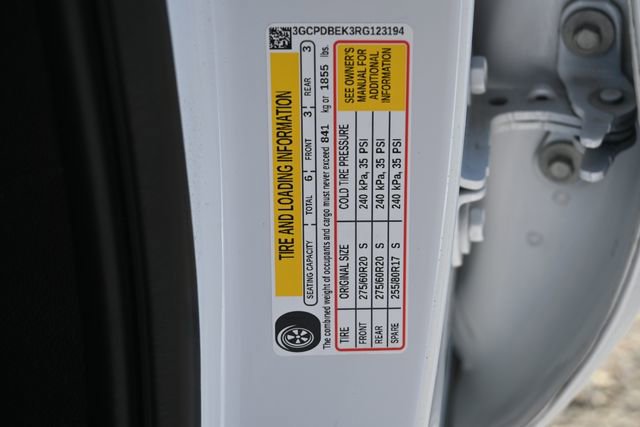 3GCPDBEK3RG123194
TIRE AND LOADING INFORMATION
SEATING CAPACITY TOTAL 6 FRONT 3 REAR 3
The combined weight of occupants and cargo must never exceed 841 kg or 1855 lbs.
TIRE ORIGINAL SIZE COLD TIRE PRESSURE
FRONT 275/60R20 S 240 kPa, 35 PSI
REAR 275/60R20 S 240 kPa, 35 PSI
SPARE 255/80R17 S 240 kPa, 35 PSI
SEE OWNER'S
MANUAL FOR
ADDITIONAL
INFORMATION